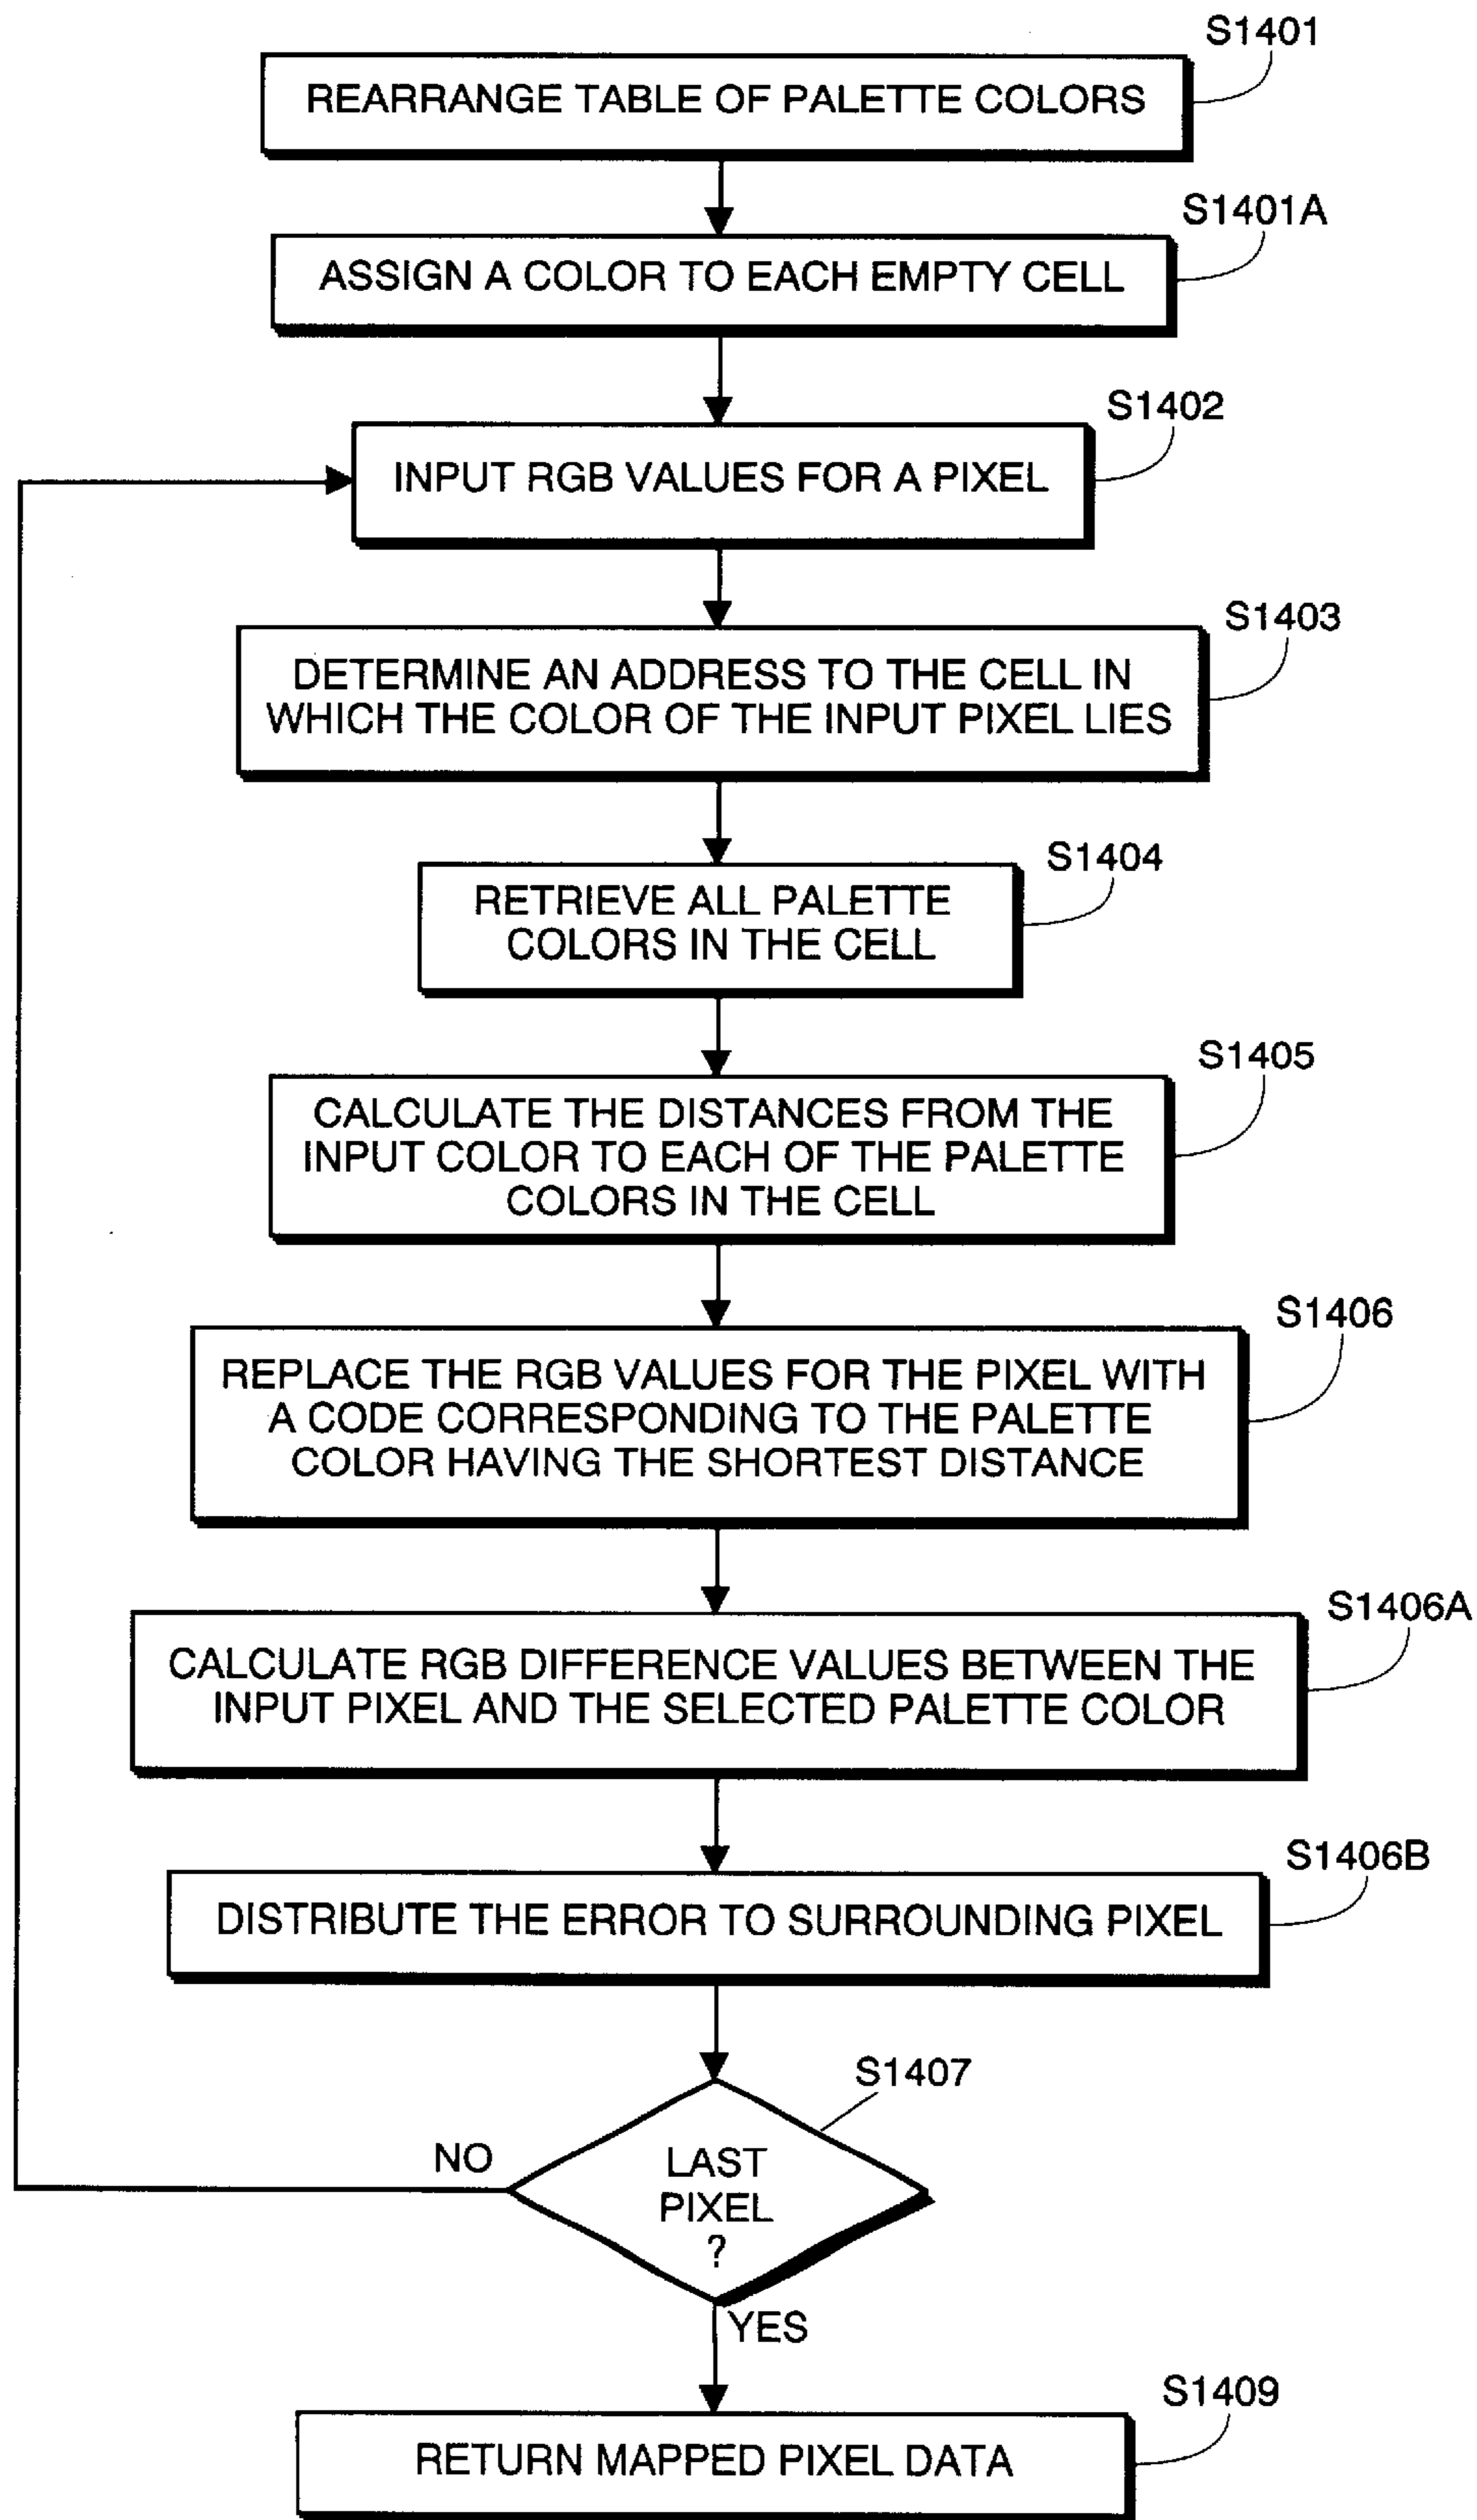 S1401
REARRANGE TABLE OF PALETTE COLORS
S1401A
ASSIGN A COLOR TO EACH EMPTY CELL
S1402
INPUT RGB VALUES FOR A PIXEL
S1403
DETERMINE AN ADDRESS TO THE CELL IN
WHICH THE COLOR OF THE INPUT PIXEL LIES
S1404
RETRIEVE ALL PALETTE
COLORS IN THE CELL
S1405
CALCULATE THE DISTANCES FROM THE
INPUT COLOR TO EACH OF THE PALETTE
COLORS IN THE CELL
S1406
REPLACE THE RGB VALUES FOR THE PIXEL WITH
A CODE CORRESPONDING TO THE PALETTE
COLOR HAVING THE SHORTEST DISTANCE
S1406A
CALCULATE RGB DIFFERENCE VALUES BETWEEN THE
INPUT PIXEL AND THE SELECTED PALETTE COLOR
S1406B
DISTRIBUTE THE ERROR TO SURROUNDING PIXEL
S1407
NO
LAST
PIXEL
?
YES
S1409
RETURN MAPPED PIXEL DATA